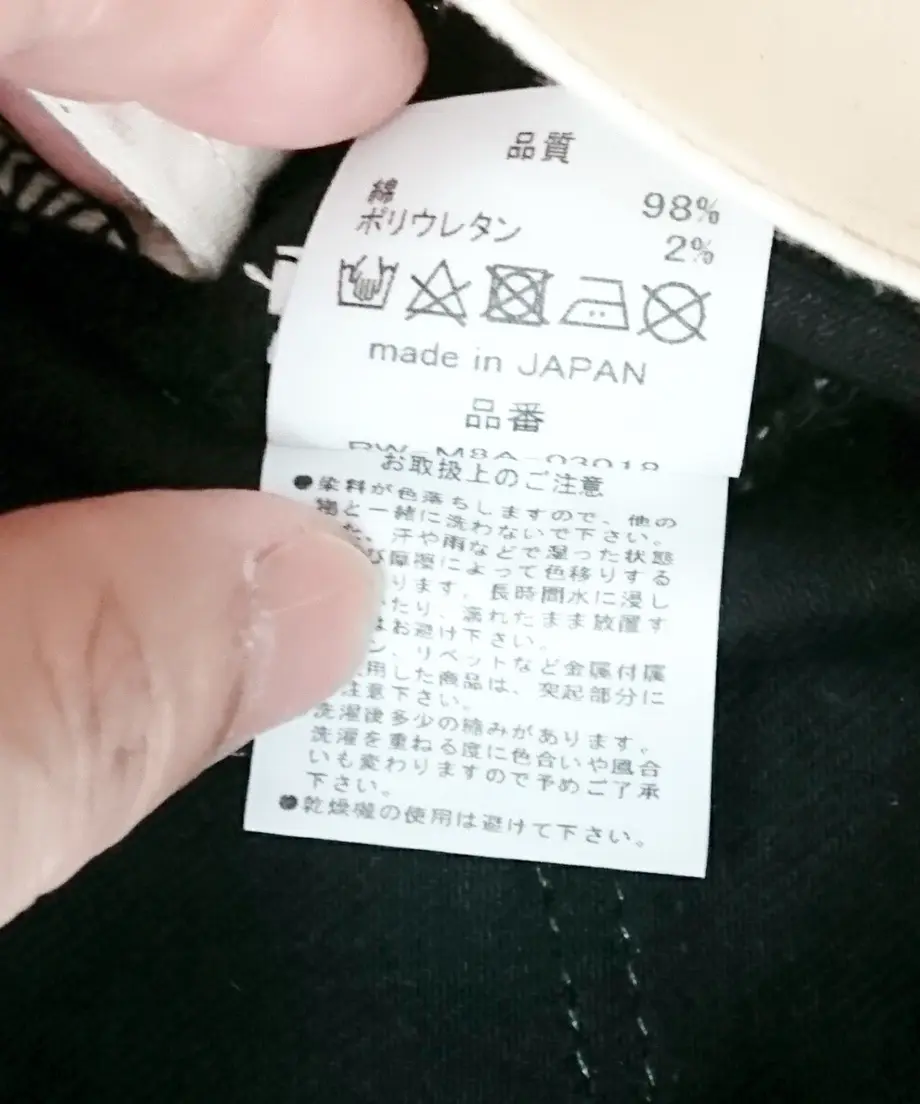 品質
綿 98%
ポリウレタン 2%
made in JAPAN
品番
お取扱上のご注意
●染料が色落ちしますので、他の
物と一緒に洗わないで下さい。
、汗や雨などで湿った状態
び摩擦によって色移りする
ります。長時間水に浸し
たり、濡れたまま放置す
はお避け下さい。
ン、リベットなど金属付属
用した商品は、突起部分に
注意下さい。
洗濯後多少の縮みがあります。
洗濯を重ねる度に色合いや風合
いも変わりますので予めご了承
下さい。
●乾燥機の使用は避けて下さい。